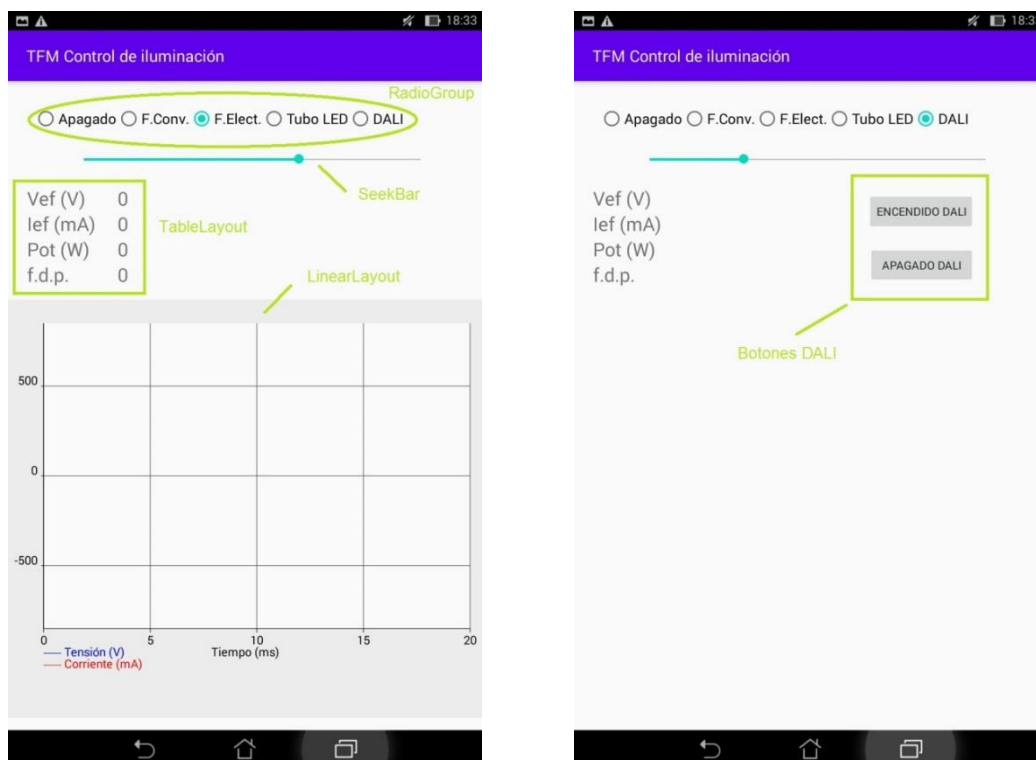 18:33
TFM Control de iluminación
RadioGroup
Apagado F.Conv. F.Elect. Tubo LED DALI
SeekBar
Vef (V) 0
Ief (mA) 0
Pot (W) 0
f.d.p. 0
TableLayout
LinearLayout
500
0
-500
0 5 10 15 20
Tiempo (ms)
Tensión (V)
Corriente (mA)
18:3
TFM Control de iluminación
Apagado F.Conv. F.Elect. Tubo LED DALI
Vef (V)
Ief (mA)
Pot (W)
f.d.p.
ENCENDIDO DALI
APAGADO DALI
Botones DALI